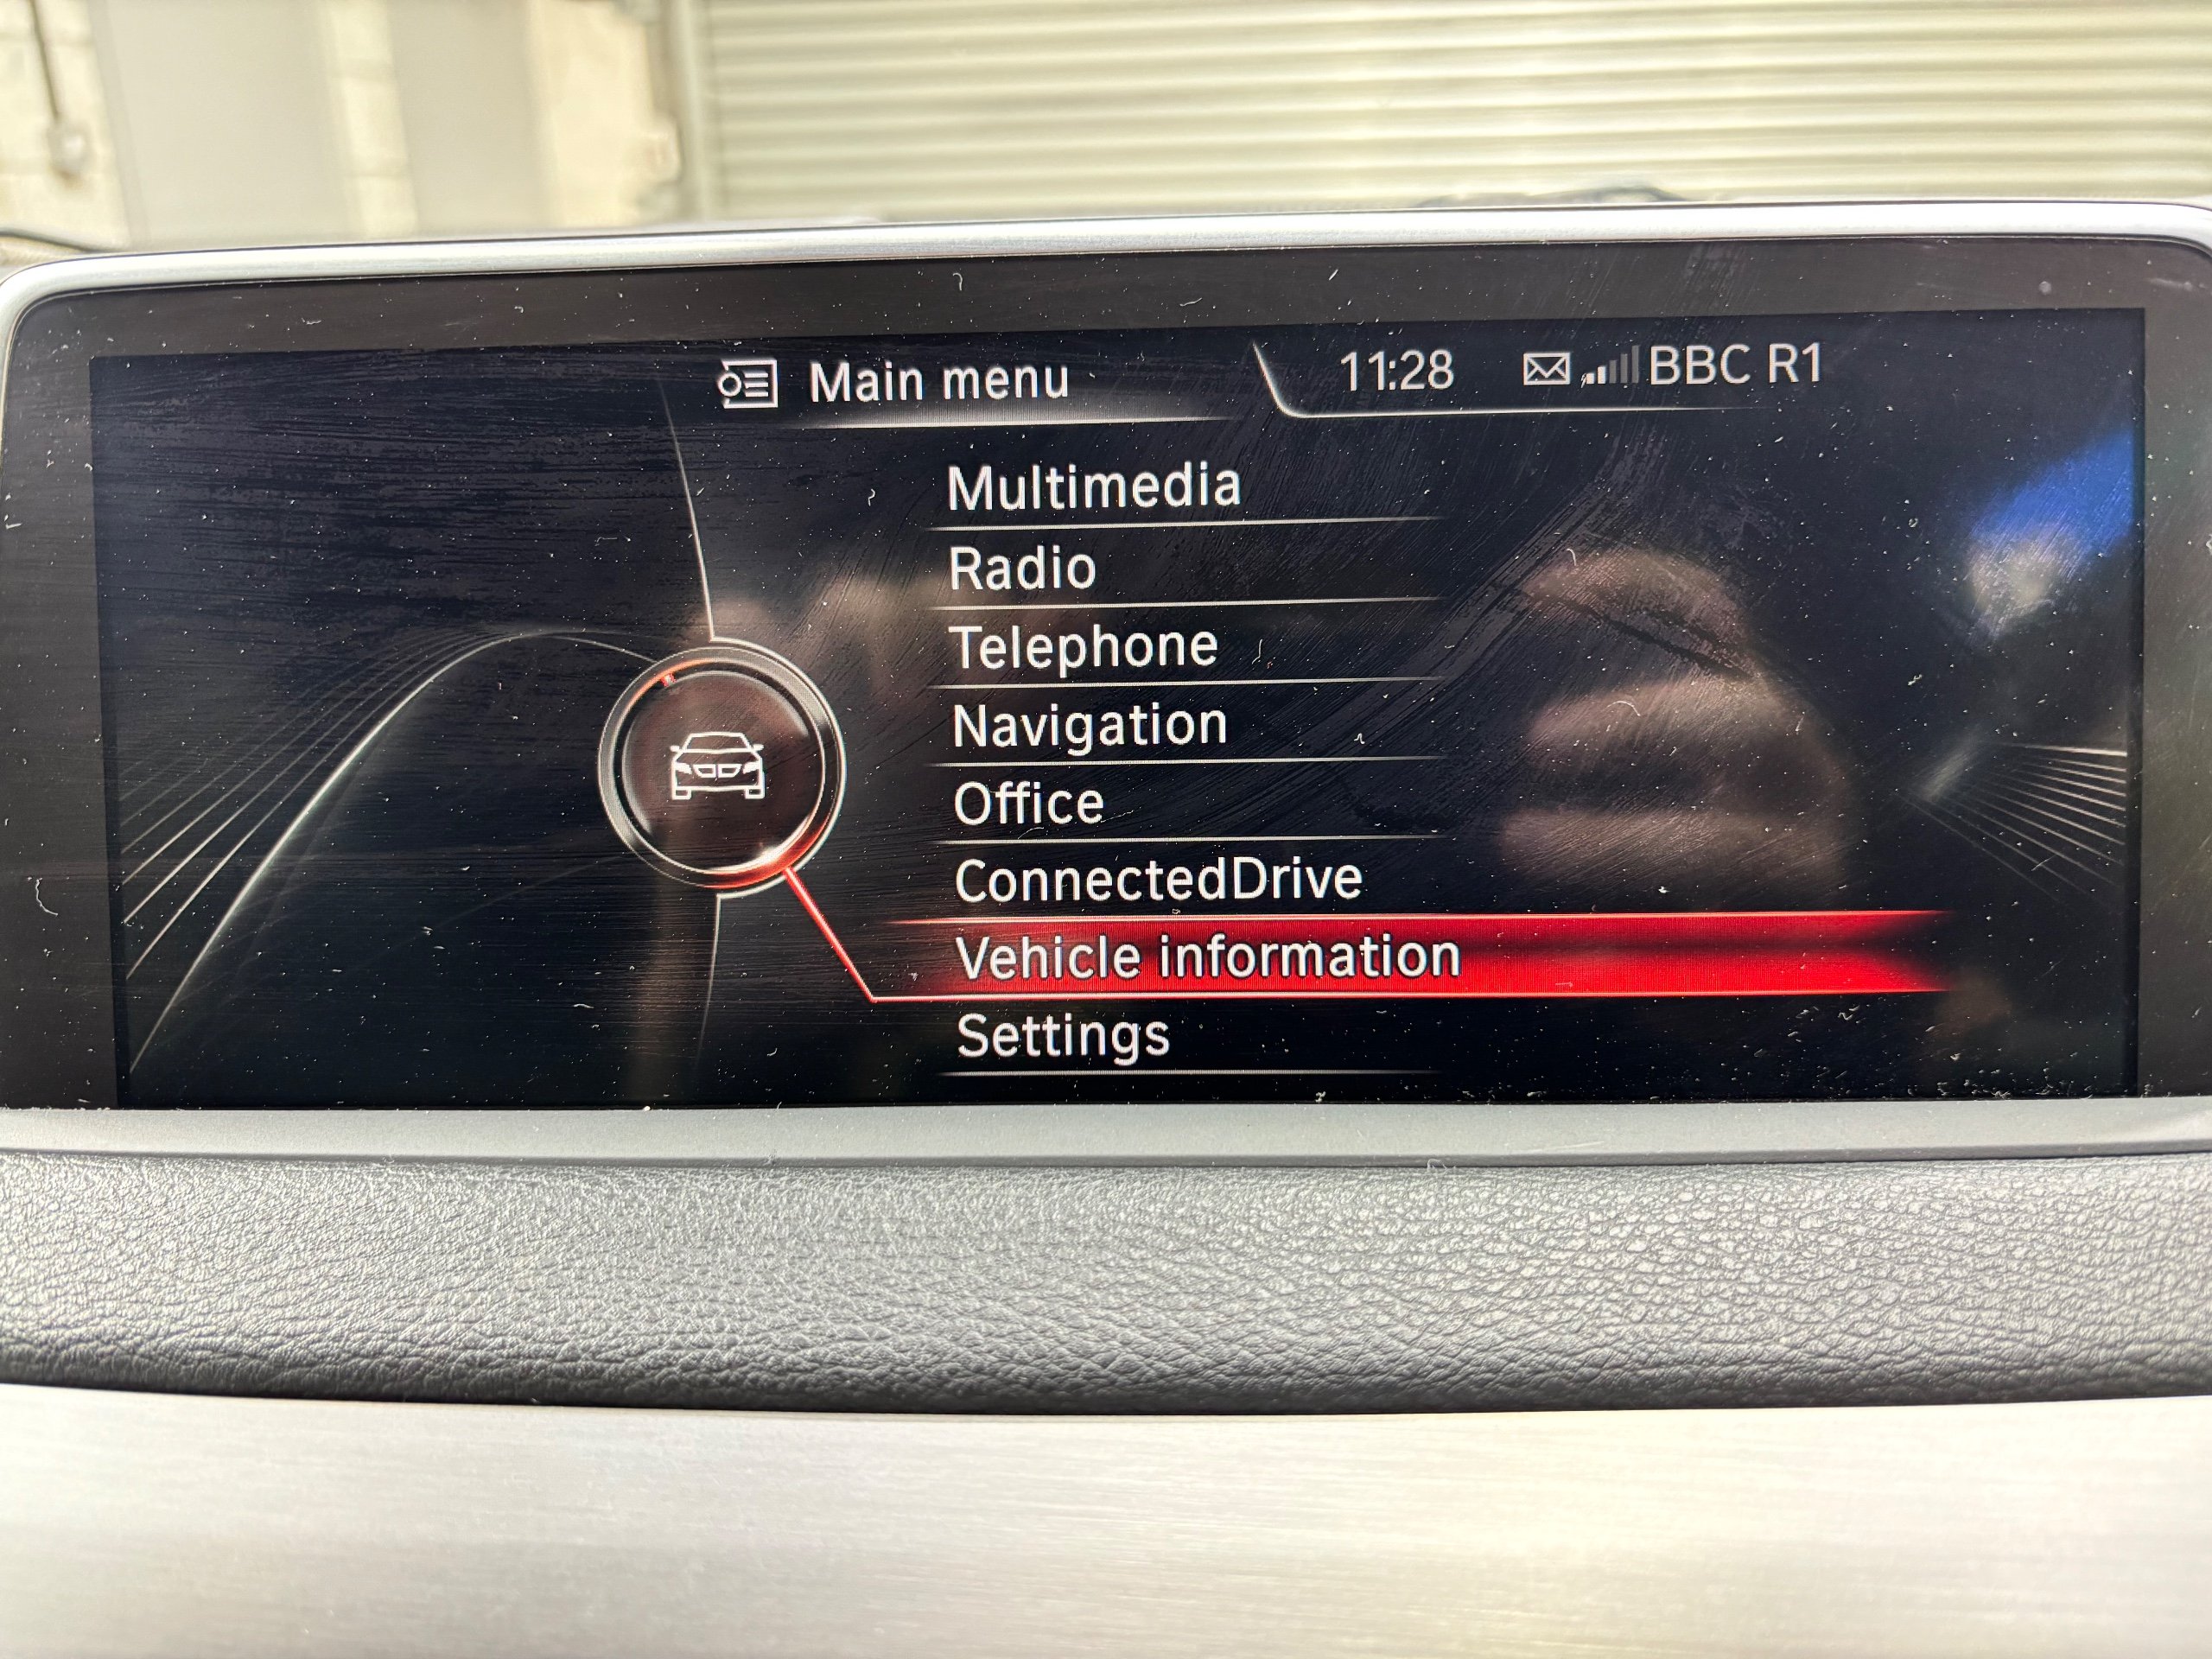 Main menu
11:28 BBC R1
Multimedia
Radio
Telephone
Navigation
Office
ConnectedDrive
Vehicle information
Settings